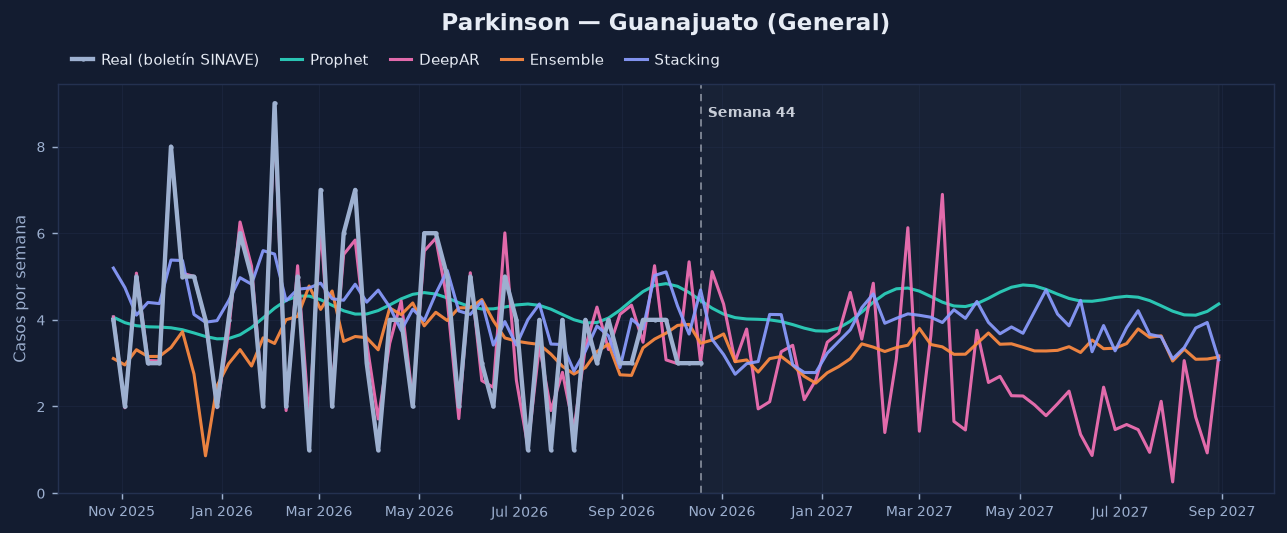 Parkinson — Guanajuato (General)
Real (boletín SINAVE) Prophet DeepAR Ensemble Stacking
Semana 44
Casos por semana
8
6
4
2
0
Nov 2025 Jan 2026 Mar 2026 May 2026 Jul 2026 Sep 2026 Nov 2026 Jan 2027 Mar 2027 May 2027 Jul 2027 Sep 2027